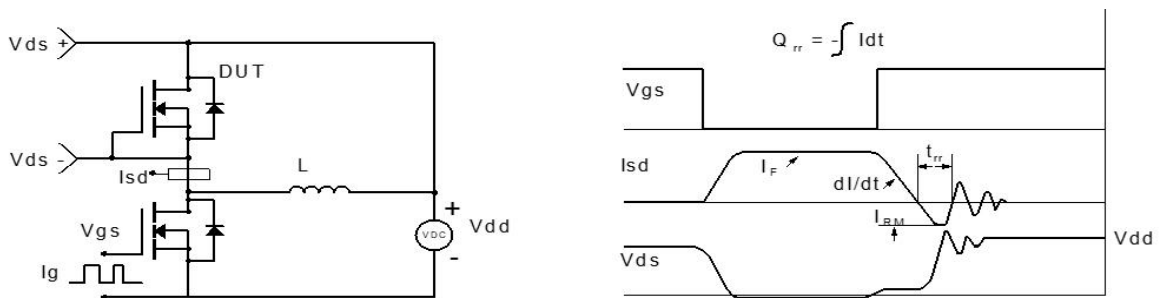 Vds +
DUT
Vds -
Isd
L
Vgs
Ig
+
VDC
-
Vdd
Q rr = -∫ Idt
Vgs
Isd
I F
dI/dt
t rr
I RM
Vds
Vdd